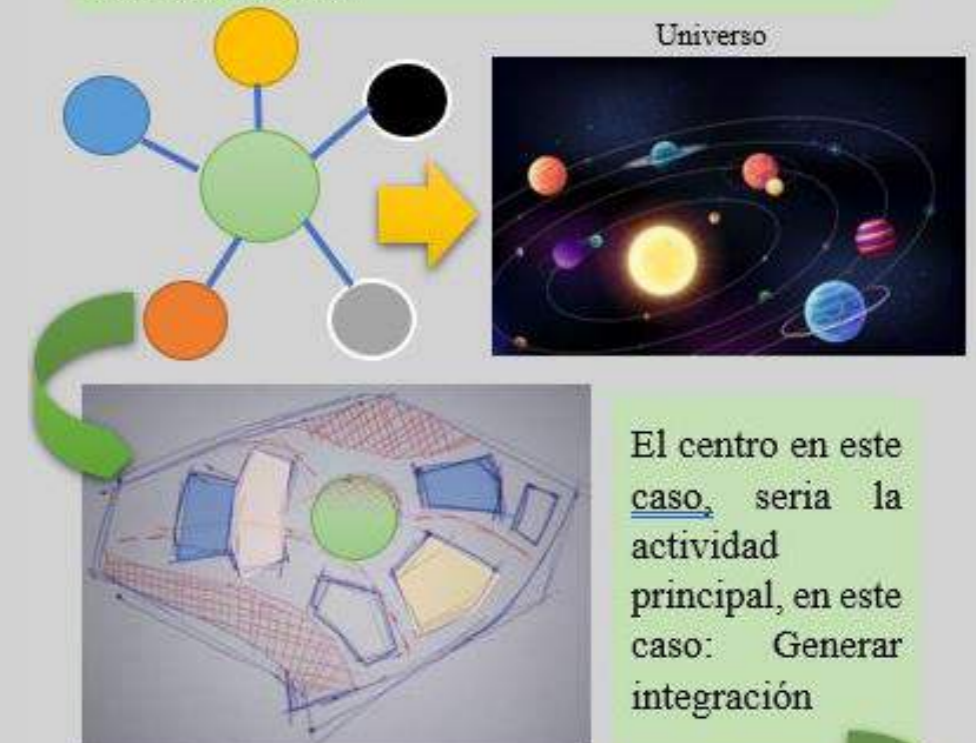 Universo
El centro en este
caso, seria la
actividad
principal, en este
caso: Generar
integración